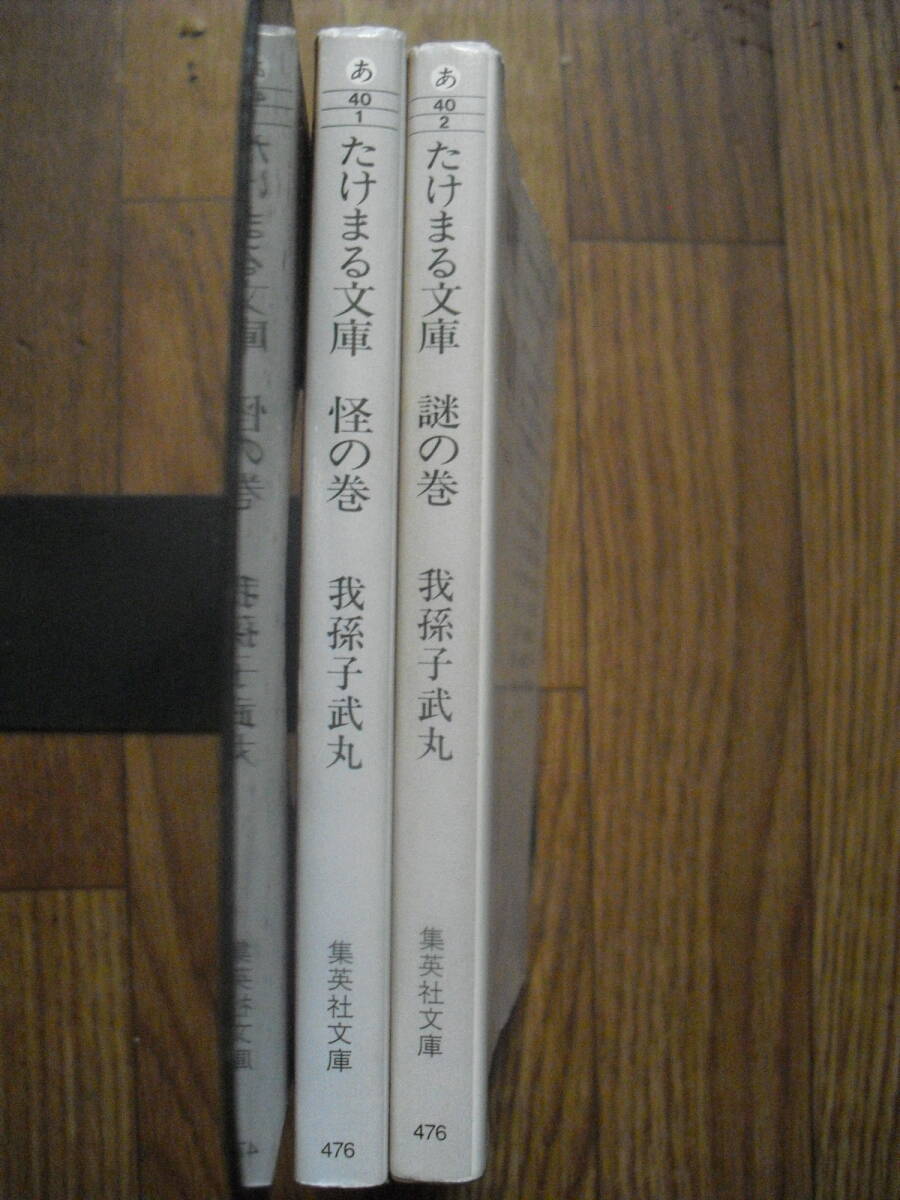 あ
40
1
たけまる文庫 怪の巻 我孫子武丸
集英社文庫
476
あ
40
2
たけまる文庫 謎の巻 我孫子武丸
集英社文庫
476